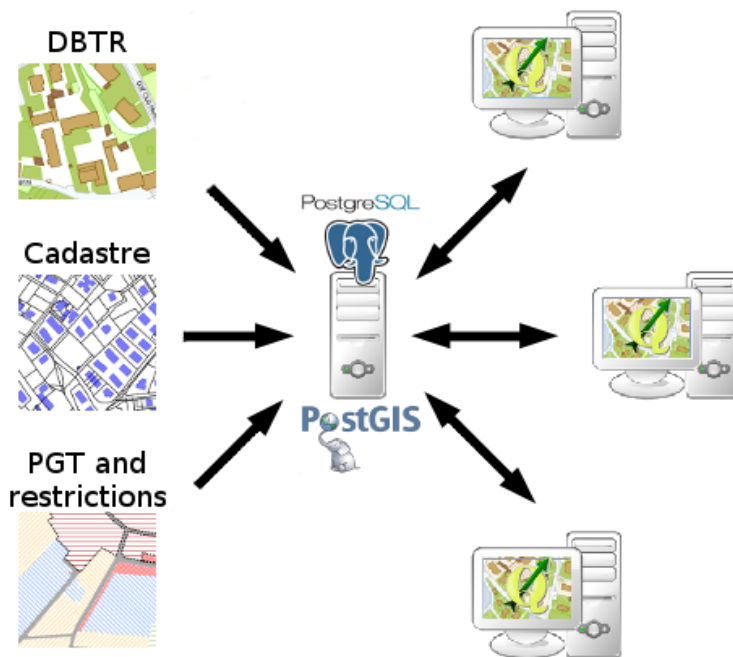 DBTR
PostgreSQL
Cadastre
PostGIS
PGT and
restrictions